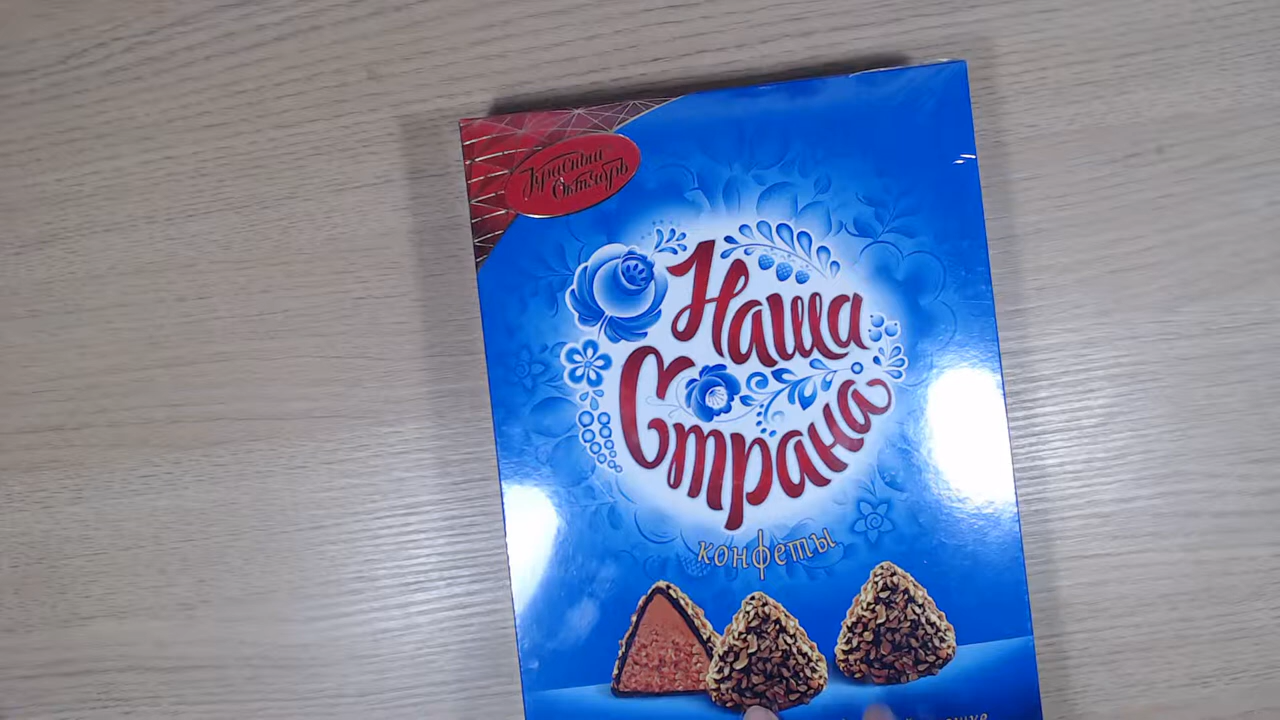 Красный
Октябрь
Наша
Страна
конфеты